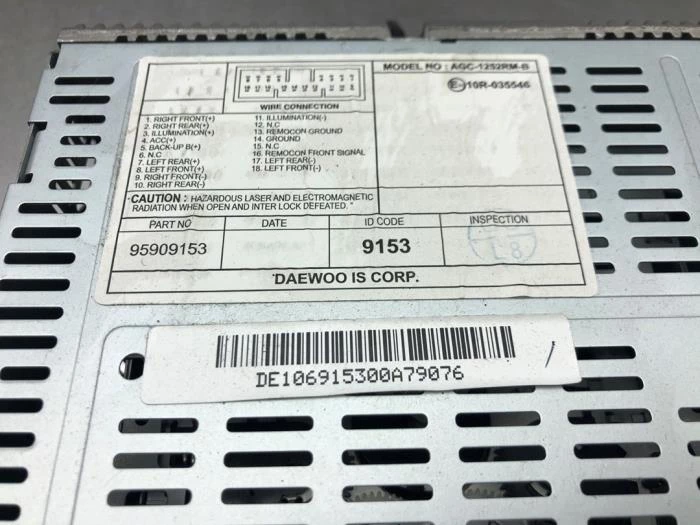 MODEL NO : AGC-1252RM-B
10R-035546
WIRE CONNECTION
1. RIGHT FRONT(+)
2. RIGHT REAR(+)
3. ILLUMINATION(+)
4. ACC(+)
5. BACK-UP B(+)
6. N.C
7. LEFT REAR(+)
8. LEFT FRONT(+)
9. RIGHT FRONT(-)
10. RIGHT REAR(-)
11. ILLUMINATION(-)
12. N.C
13. REMOCON GROUND
14. GROUND
15. N.C
16. REMOCON FRONT SIGNAL
17. LEFT REAR(-)
18. LEFT FRONT(-)
CAUTION : HAZARDOUS LASER AND ELECTROMAGNETIC
RADIATION WHEN OPEN AND INTER LOCK DEFEATED.
PART NO DATE ID CODE INSPECTION
95909153 9153 L8
DAEWOO IS CORP.
DE106915300A79076